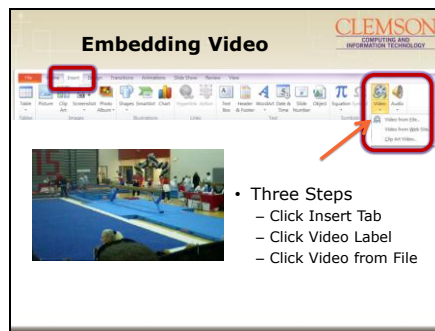 CLEMSON
COMPUTING AND
INFORMATION TECHNOLOGY
Embedding Video
File Insert Design Transitions Animations Slide Show Review View
Table Picture Clip Art Screenshot Photo Album Shapes SmartArt Chart Hyperlink Action Text Box Header & Footer WordArt Date & Time Slide Number Object Equation Video Audio
Tables Images Illustrations Links Text Symbols
Video from File...
Video from Web Site...
Clip Art Video...
• Three Steps
– Click Insert Tab
– Click Video Label
– Click Video from File